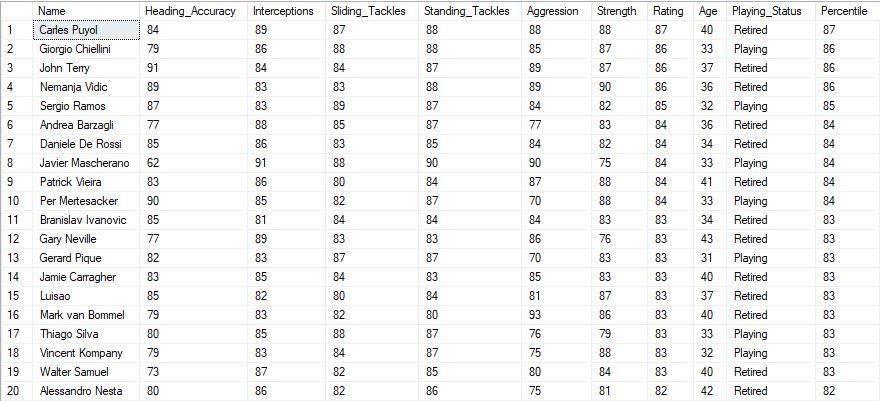 Name Heading_Accuracy Interceptions Sliding_Tackles Standing_Tackles Aggression Strength Rating Age Playing_Status Percentile
1 Carles Puyol 84 89 87 88 88 88 87 40 Retired 87
2 Giorgio Chiellini 79 86 88 88 85 87 86 33 Playing 86
3 John Terry 91 84 84 87 89 87 86 37 Retired 86
4 Nemanja Vidic 89 83 83 88 89 90 86 36 Retired 86
5 Sergio Ramos 87 83 89 87 84 82 85 32 Playing 85
6 Andrea Barzagli 77 88 85 87 77 83 84 36 Retired 84
7 Daniele De Rossi 85 86 83 85 84 82 84 34 Retired 84
8 Javier Mascherano 62 91 88 90 90 75 84 33 Playing 84
9 Patrick Vieira 83 86 80 84 87 88 84 41 Retired 84
10 Per Mertesacker 90 85 82 87 70 88 84 33 Playing 84
11 Branislav Ivanovic 85 81 84 84 84 83 83 34 Retired 83
12 Gary Neville 77 89 83 83 86 76 83 43 Retired 83
13 Gerard Pique 82 83 87 87 70 83 83 31 Playing 83
14 Jamie Carragher 83 85 84 83 85 83 83 40 Retired 83
15 Luisao 85 82 80 84 81 87 83 37 Retired 83
16 Mark van Bommel 79 83 82 80 93 86 83 40 Retired 83
17 Thiago Silva 80 85 88 87 76 79 83 33 Playing 83
18 Vincent Kompany 79 83 84 87 75 88 83 32 Playing 83
19 Walter Samuel 73 87 82 85 80 84 83 40 Retired 83
20 Alessandro Nesta 80 86 82 86 75 81 82 42 Retired 82